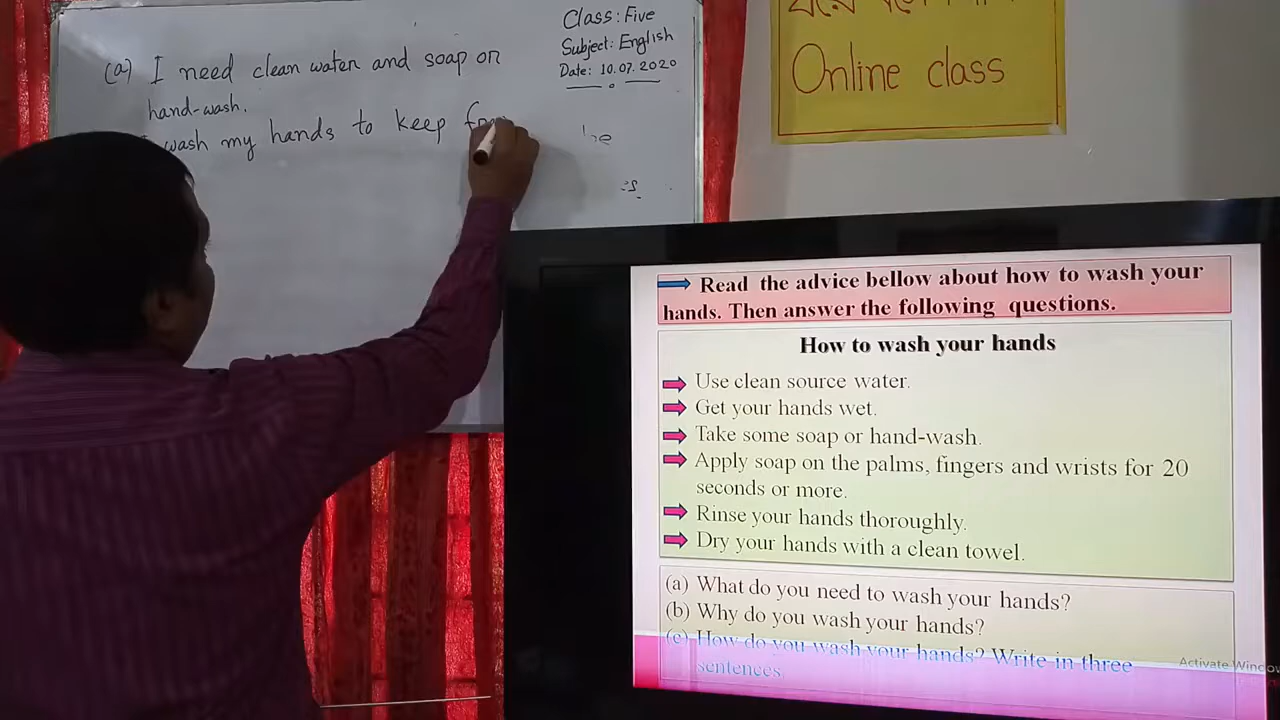 (a) I need clean water and soap or
hand-wash.
wash my hands to keep
Class: Five
Subject: English
Date: 10.07.2020
Online class
Read the advice bellow about how to wash your
hands. Then answer the following questions.
How to wash your hands
Use clean source water.
Get your hands wet.
Take some soap or hand-wash.
Apply soap on the palms, fingers and wrists for 20
seconds or more.
Rinse your hands thoroughly.
Dry your hands with a clean towel.
(a) What do you need to wash your hands?
(b) Why do you wash your hands?
(c) How do you wash your hands? Write in three
sentences.
Activate Windo